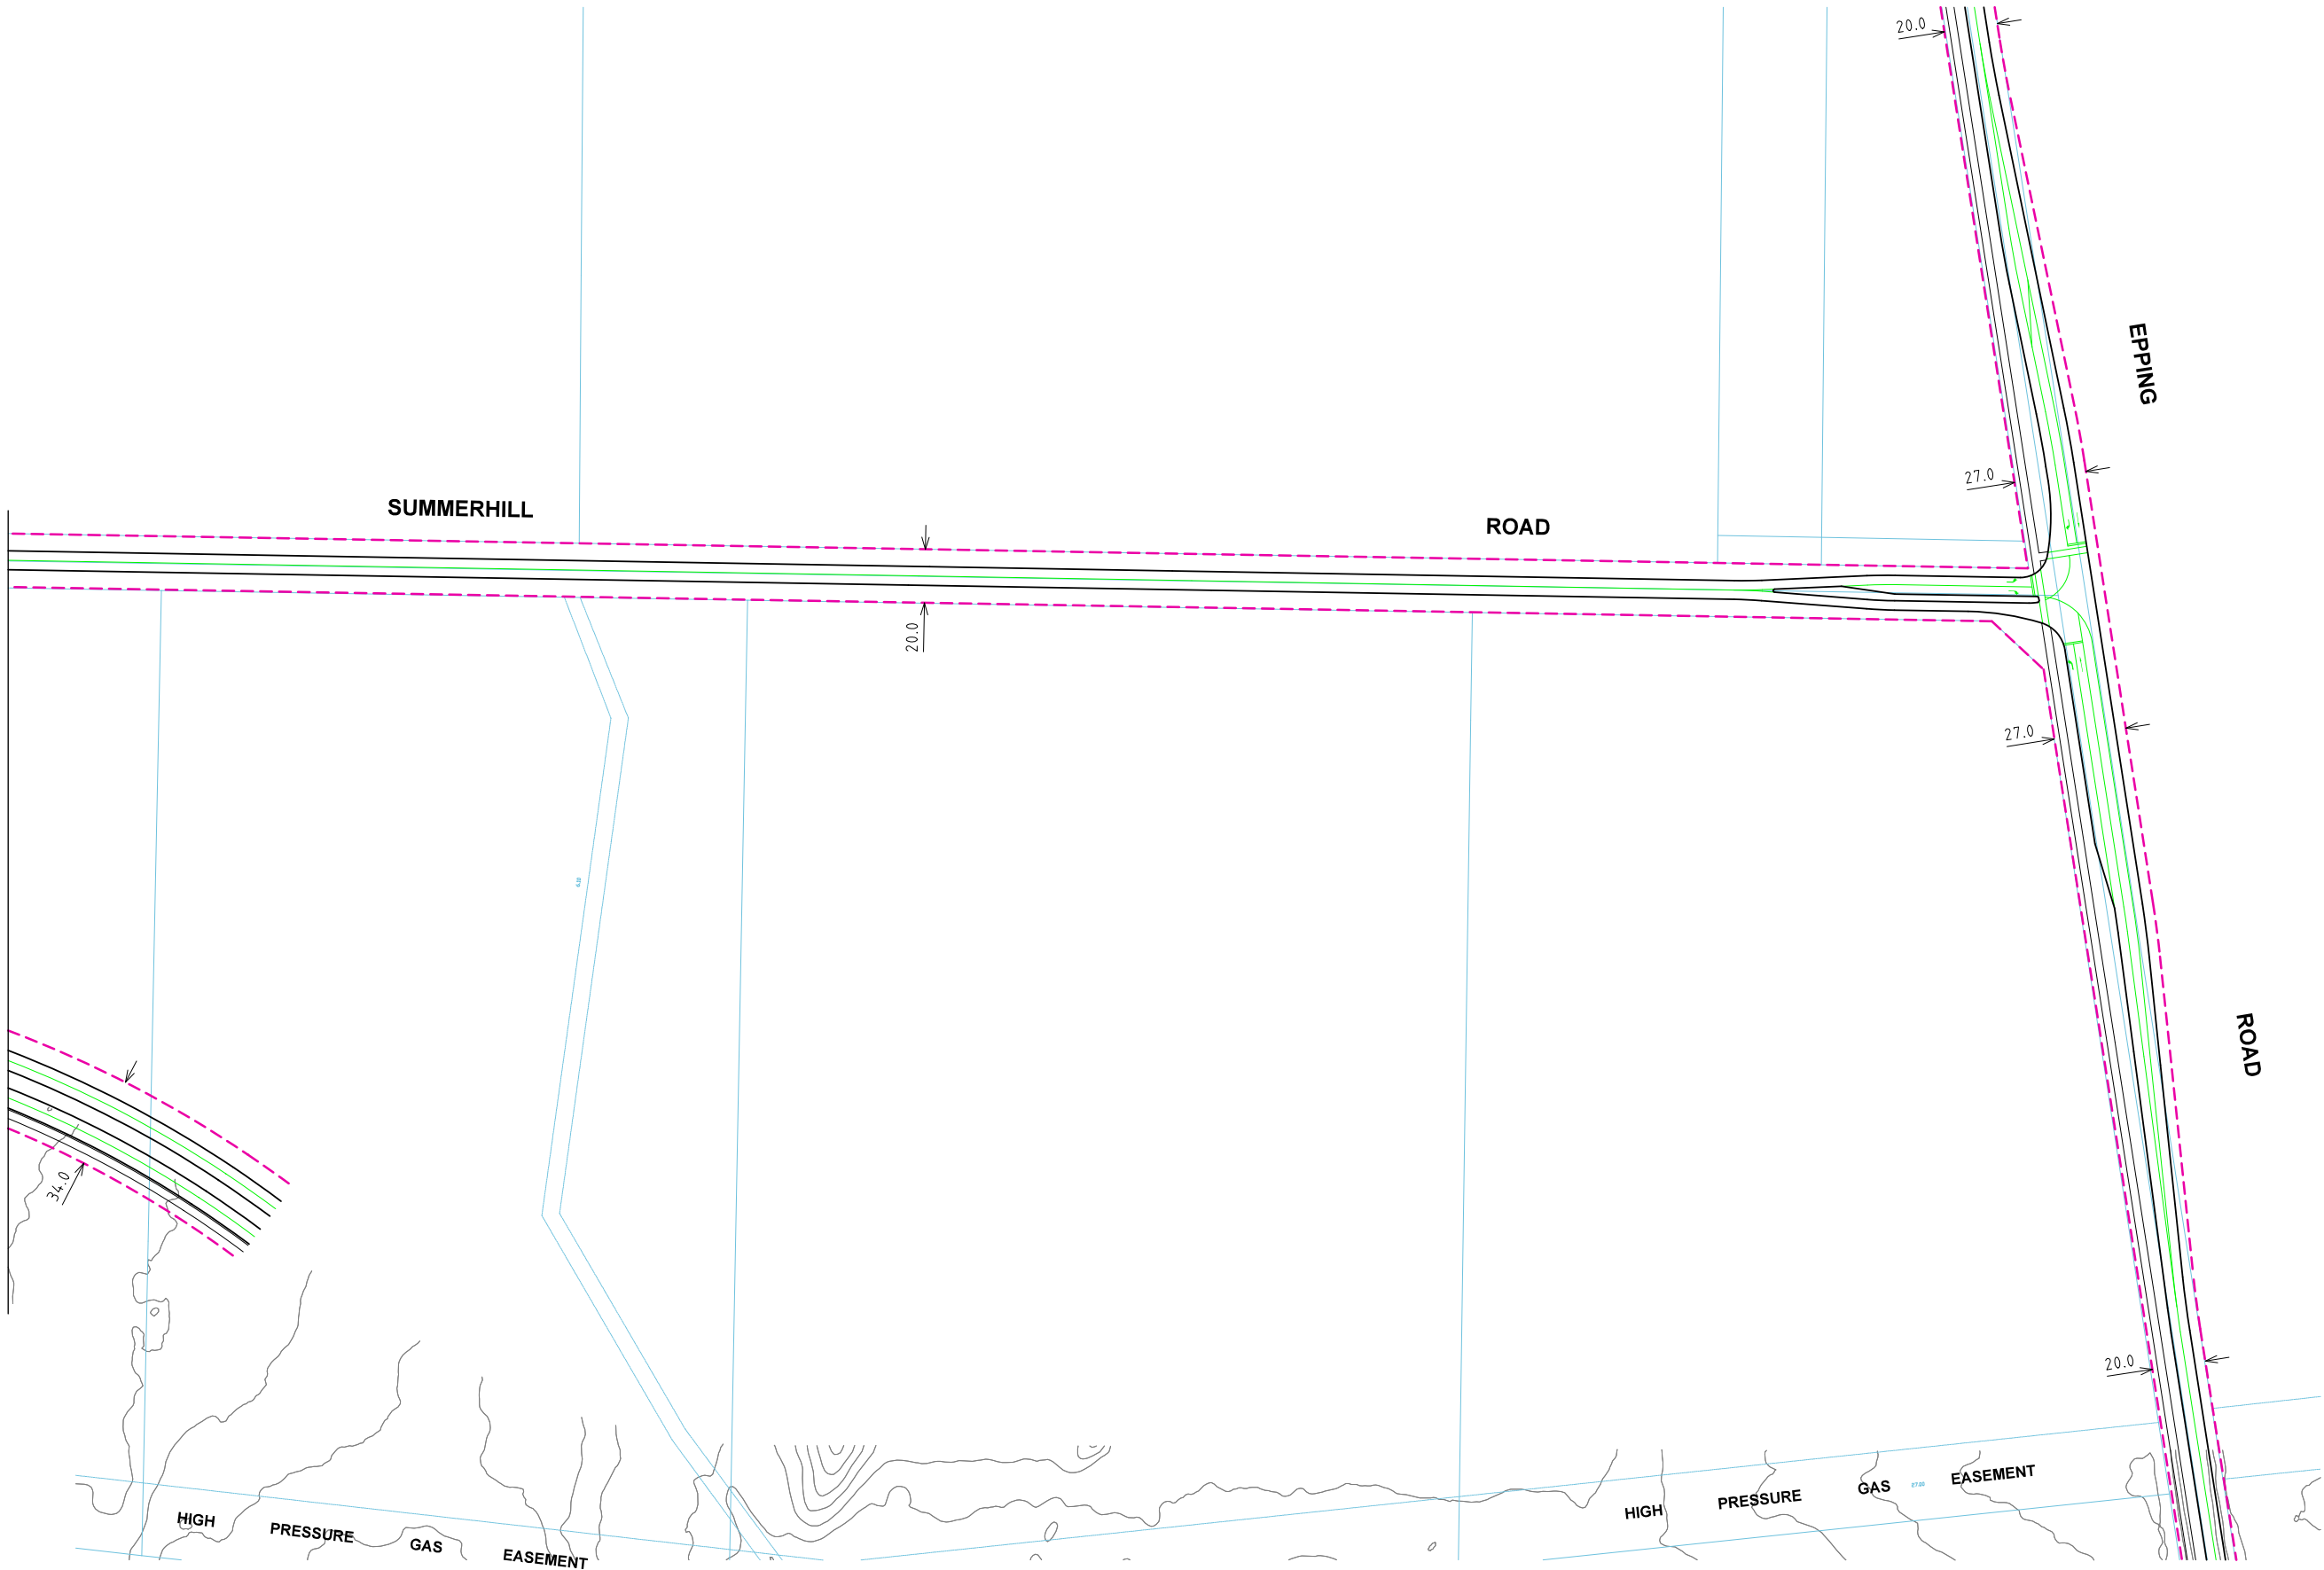 20.0
EPPING
27.0
SUMMERHILL ROAD
20.0
27.0
ROAD
34.0
20.0
HIGH PRESSURE GAS EASEMENT
HIGH PRESSURE GAS EASEMENT